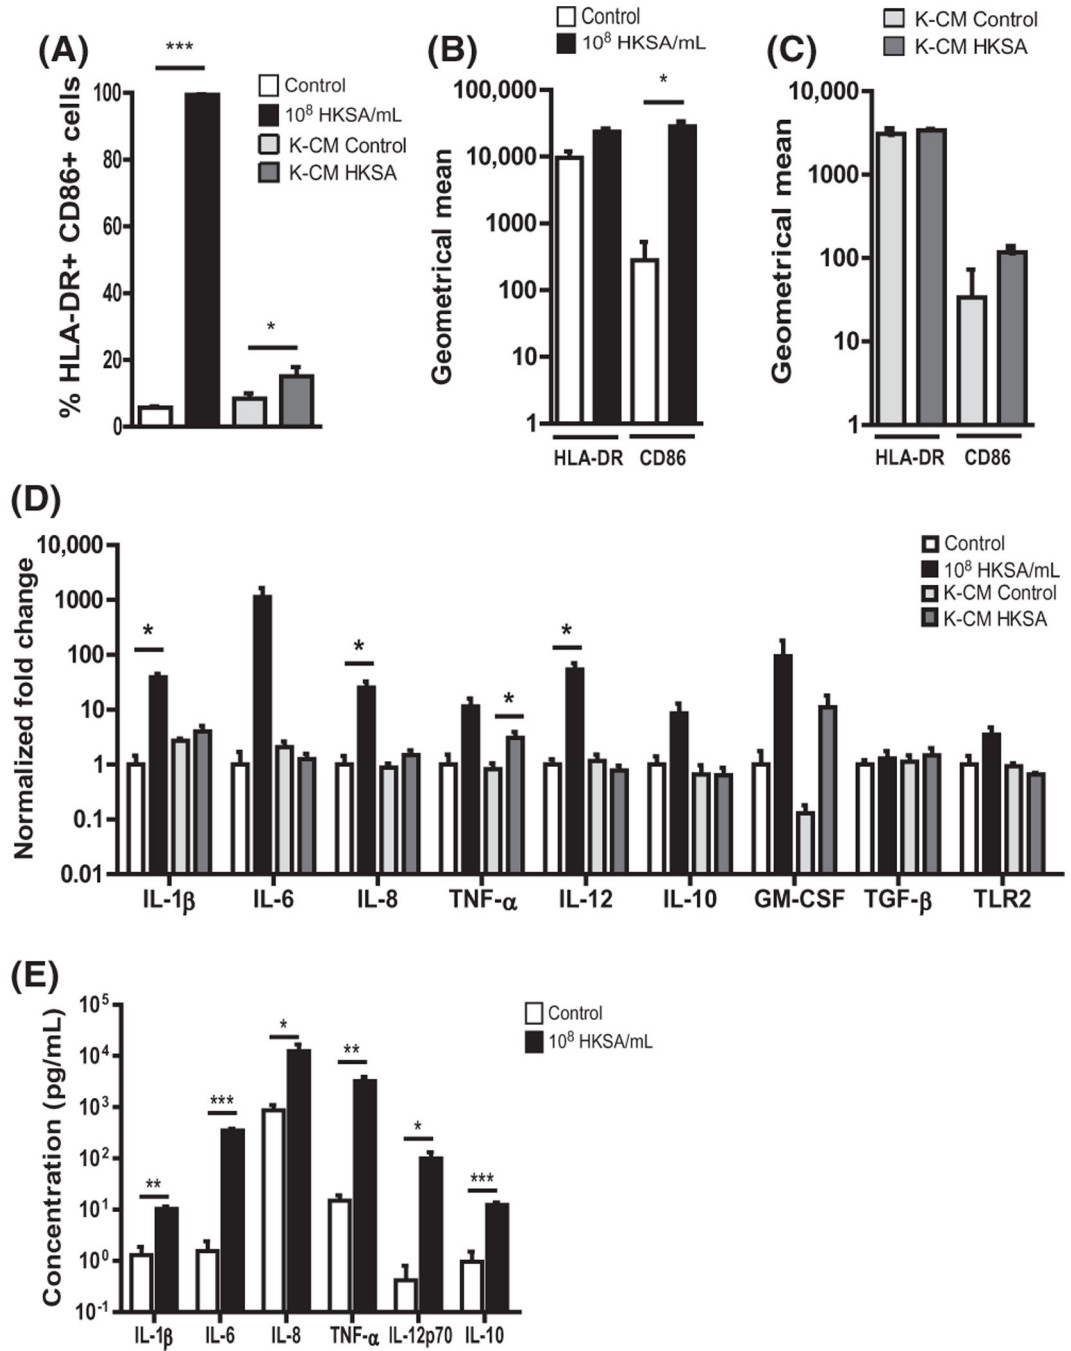 (A)
***
*
% HLA-DR+ CD86+ cells
100
80
60
40
20
0
Control
10⁸ HKSA/mL
K-CM Control
K-CM HKSA
(B)
Control
10⁸ HKSA/mL
*
Geometrical mean
100,000
10,000
1000
100
10
1
HLA-DR CD86
(C)
K-CM Control
K-CM HKSA
Geometrical mean
10,000
1000
100
10
1
HLA-DR CD86
(D)
Normalized fold change
10,000
1000
100
10
1
0.1
0.01
* * * *
Control
10⁸ HKSA/mL
K-CM Control
K-CM HKSA
IL-1β IL-6 IL-8 TNF-α IL-12 IL-10 GM-CSF TGF-β TLR2
(E)
Concentration (pg/mL)
10⁵
10⁴
10³
10²
10¹
10⁰
10⁻¹
** *** * ** * ***
Control
10⁸ HKSA/mL
IL-1β IL-6 IL-8 TNF-α IL-12p70 IL-10